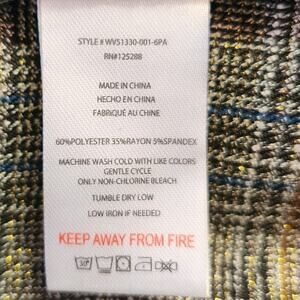 STYLE # WV51330-001-6PA
RN#125288
MADE IN CHINA
HECHO EN CHINA
FABRIQUÉ AU CHINE
60%POLYESTER 35%RAYON 5%SPANDEX
MACHINE WASH COLD WITH LIKE COLORS
GENTLE CYCLE
ONLY NON-CHLORINE BLEACH
TUMBLE DRY LOW
LOW IRON IF NEEDED
KEEP AWAY FROM FIRE
30°